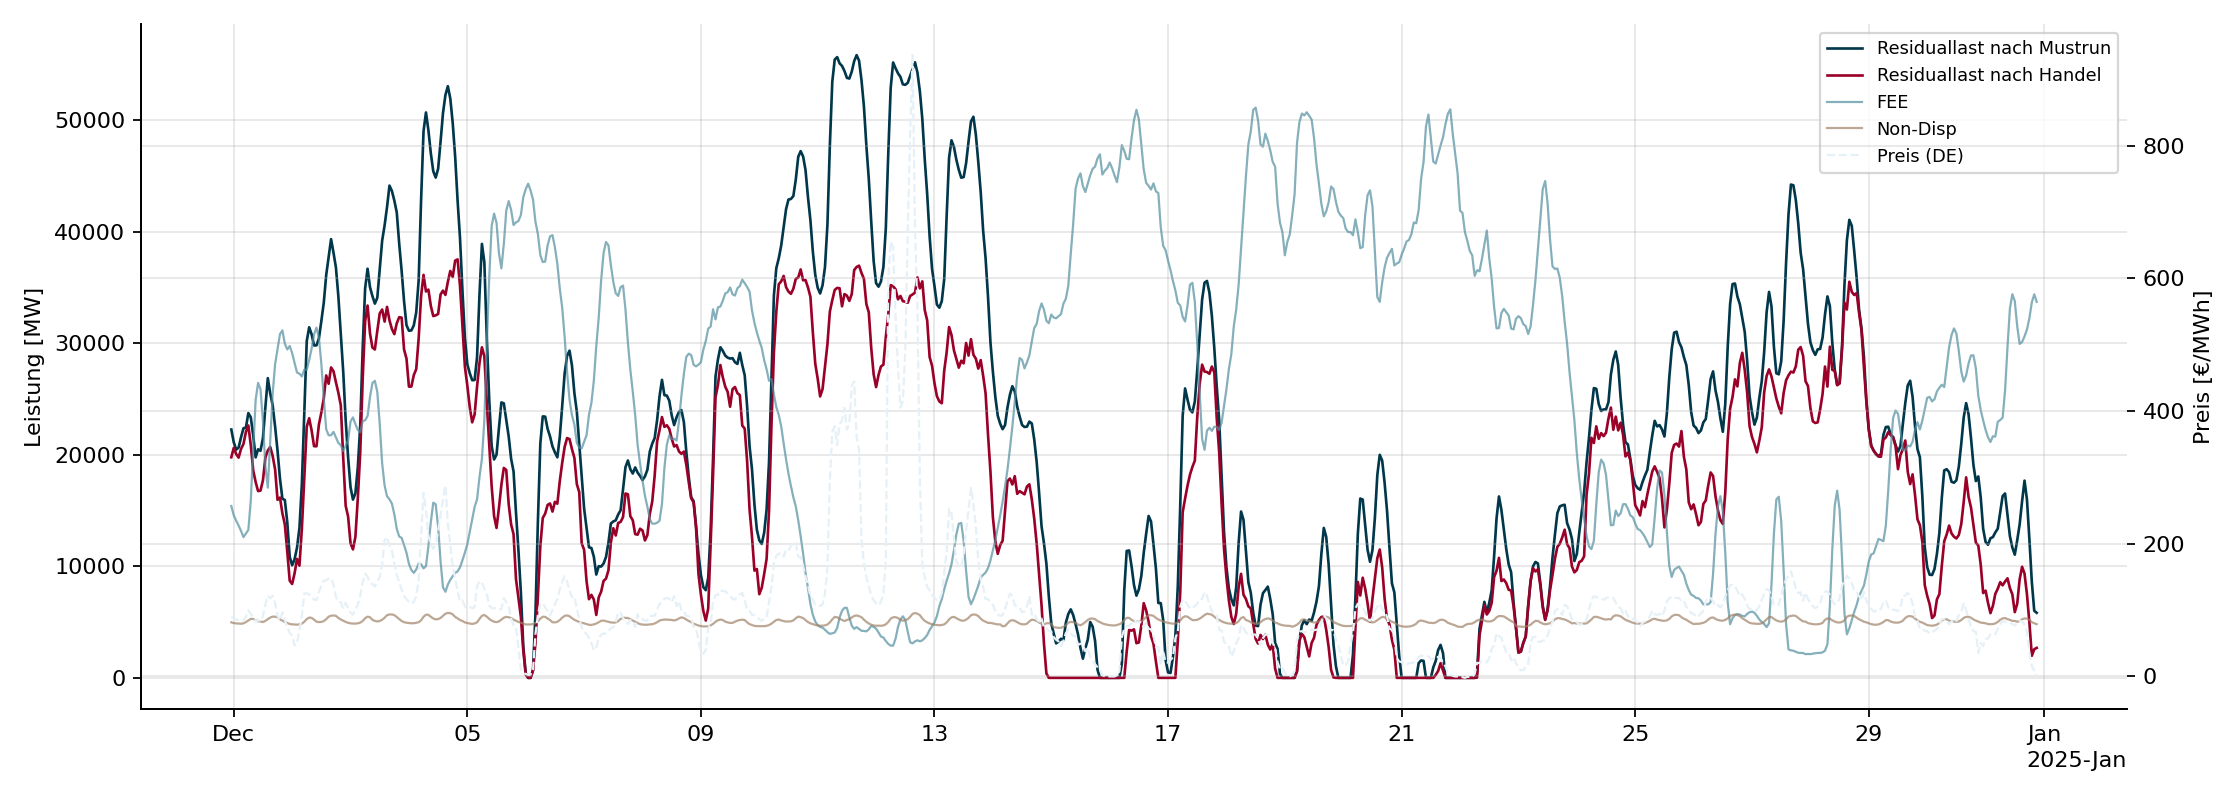 Residuallast nach Mustrun
Residuallast nach Handel
FEE
Non-Disp
Preis (DE)
Leistung [MW]
50000
40000
30000
20000
10000
0
Preis [€/MWh]
800
600
400
200
0
Dec 05 09 13 17 21 25 29 Jan
2025-Jan